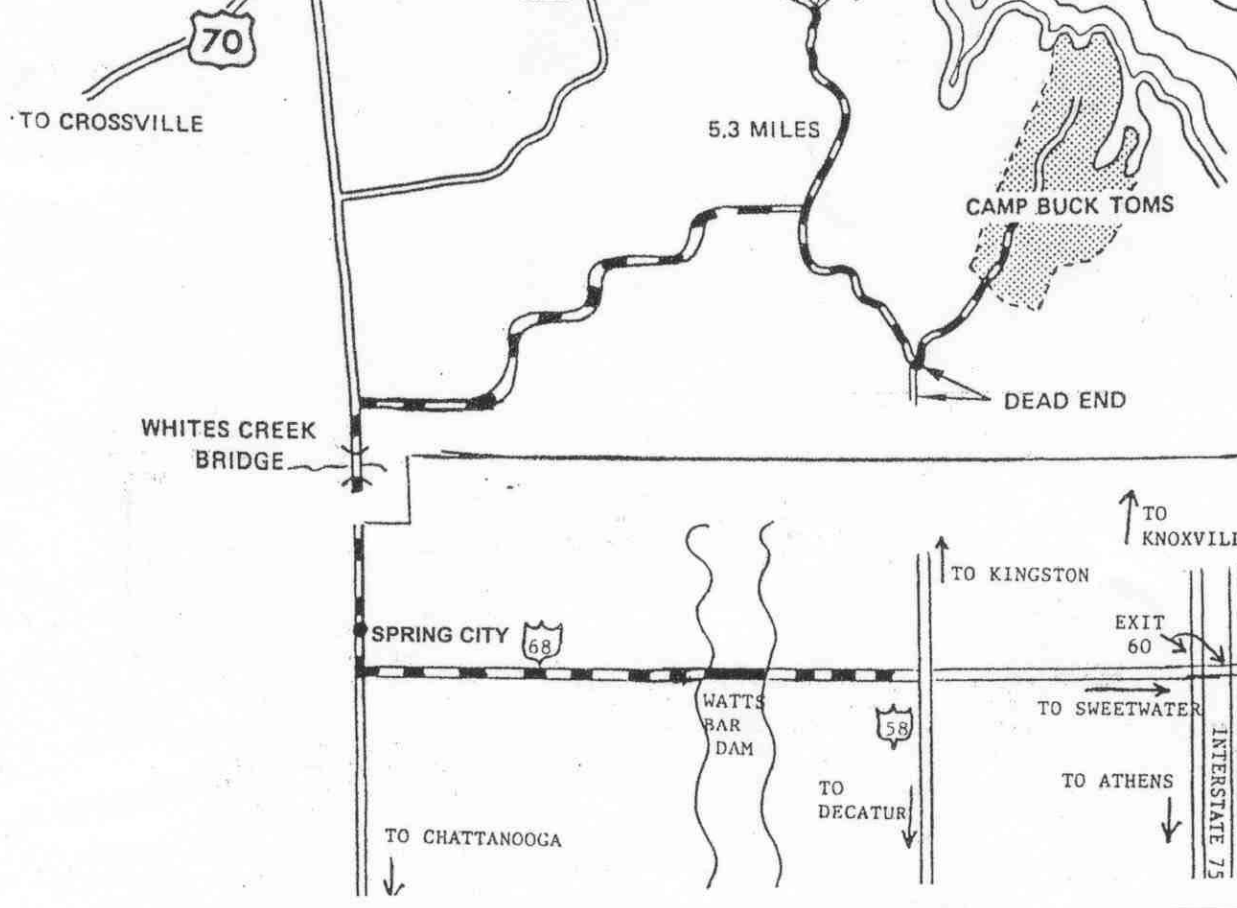 70
TO CROSSVILLE
5.3 MILES
CAMP BUCK TOMS
DEAD END
WHITES CREEK
BRIDGE
TO
KNOXVILL
TO KINGSTON
EXIT
60
SPRING CITY
68
WATTS
BAR
DAM
58
TO SWEETWATER
TO
DECATUR
TO ATHENS
INTERSTATE 75
TO CHATTANOOGA